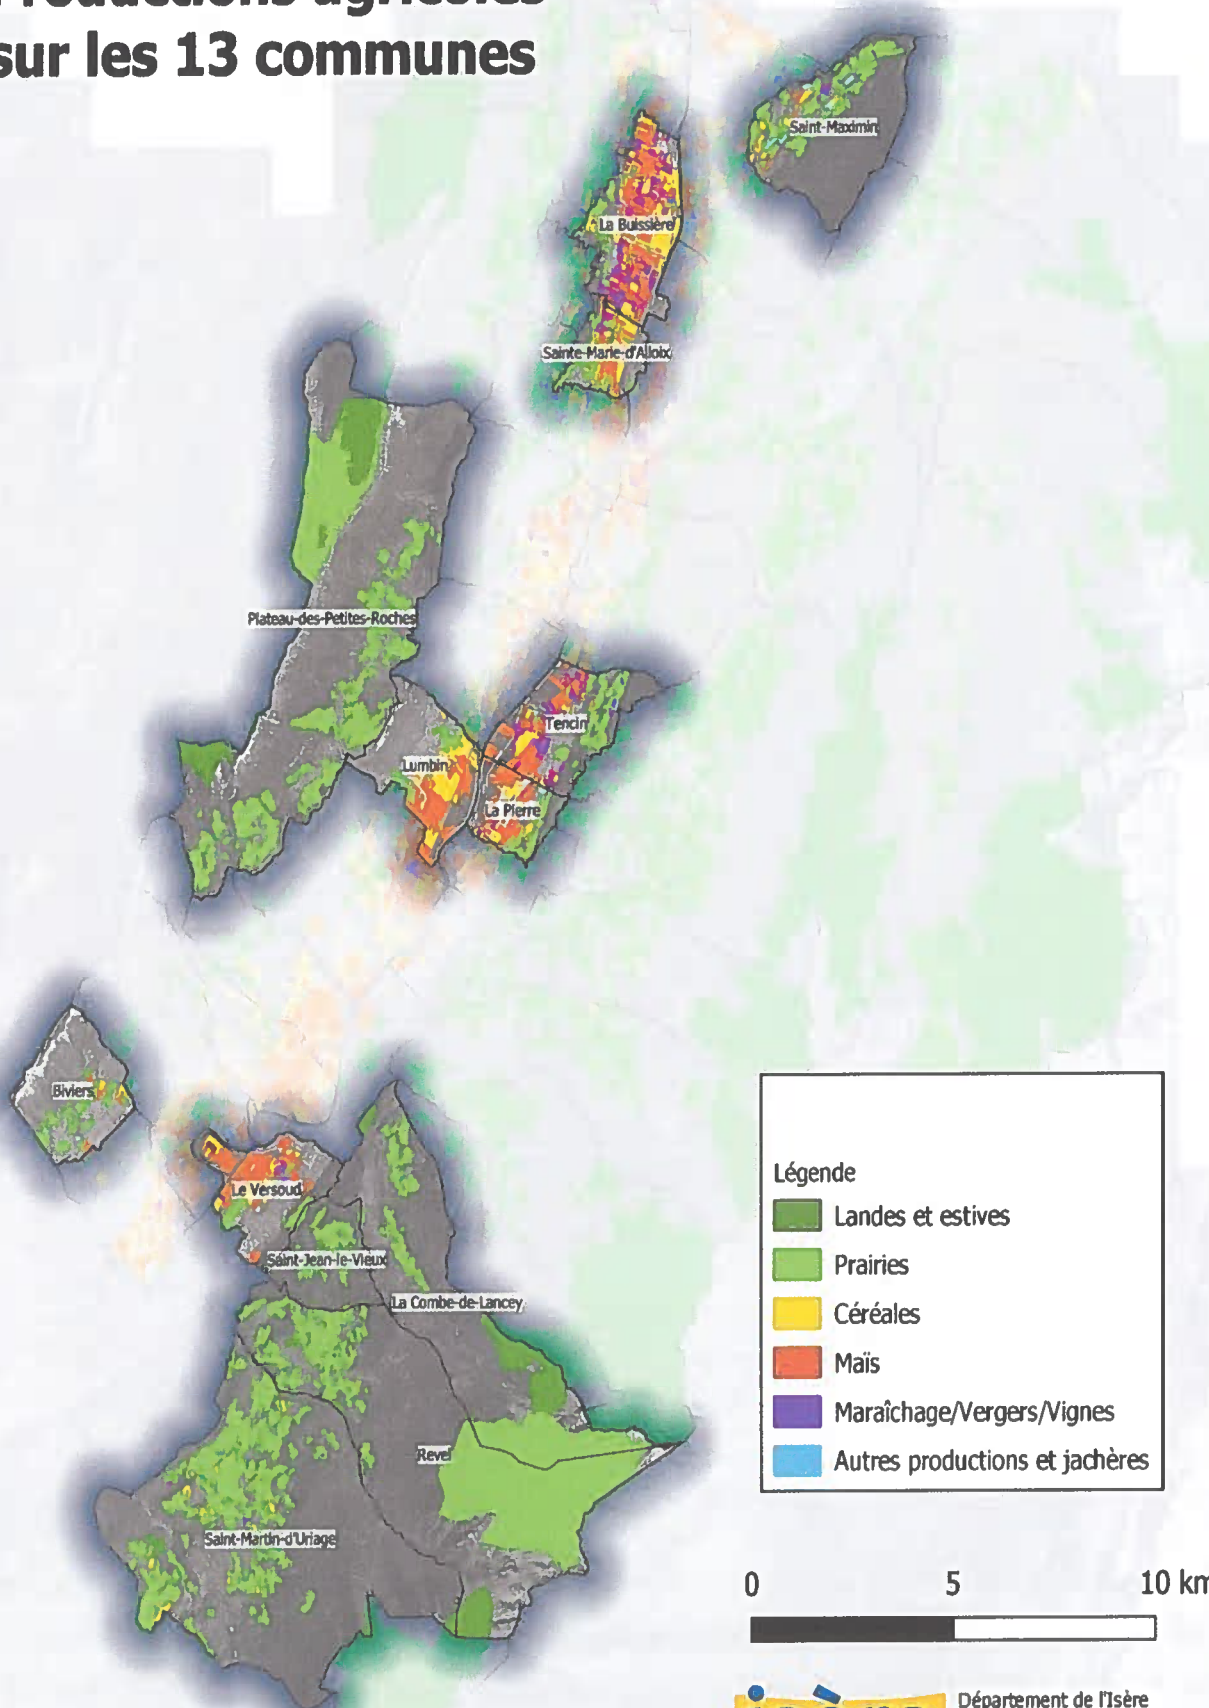 Productions agricoles
sur les 13 communes
Saint-Maximin
La Buissière
Sainte-Marie-d'Alloix
Plateau-des-Petites-Roches
Tencin
Lumbin
La Pierre
Biviers
Le Versoud
Saint-Jean-le-Vieux
La Combe-de-Lancey
Revel
Saint-Martin-d'Uriage
Légende
Landes et estives
Prairies
Céréales
Maïs
Maraîchage/Vergers/Vignes
Autres productions et jachères
0 5 10 km
Département de l'Isère